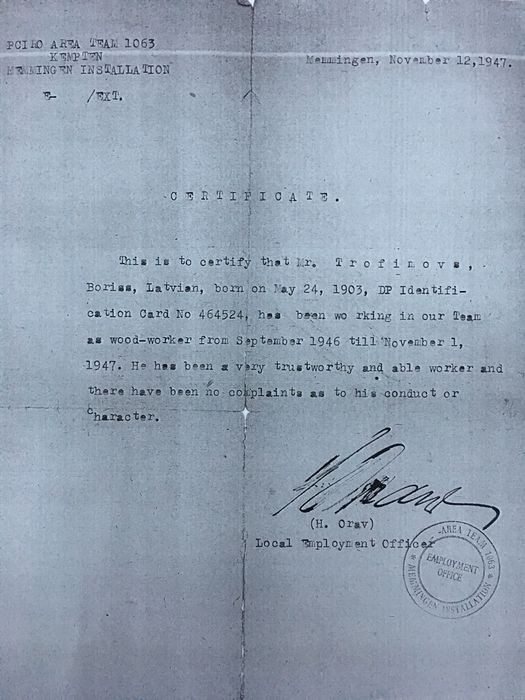 PCIRO AREA TEAM 1063
KEMPTEN
MEMMINGEN INSTALLATION
Memmingen, November 12, 1947.
E- /EXT.
CERTIFICATE.
This is to certify that Mr. Trofimovs,
Boriss, Latvian, born on May 24, 1903, DP Identifi-
cation Card No 464524, has been wo rking in our Team
as wood-worker from September 1946 till November 1,
1947. He has been a very trustworthy and able worker and
there have been no complaints as to his conduct or
Character.
(H. Orav)
Local Employment Officer
-AREA TEAM 1063 *
EMPLOYMENT
OFFICE
* MEMMINGEN INSTALLATION